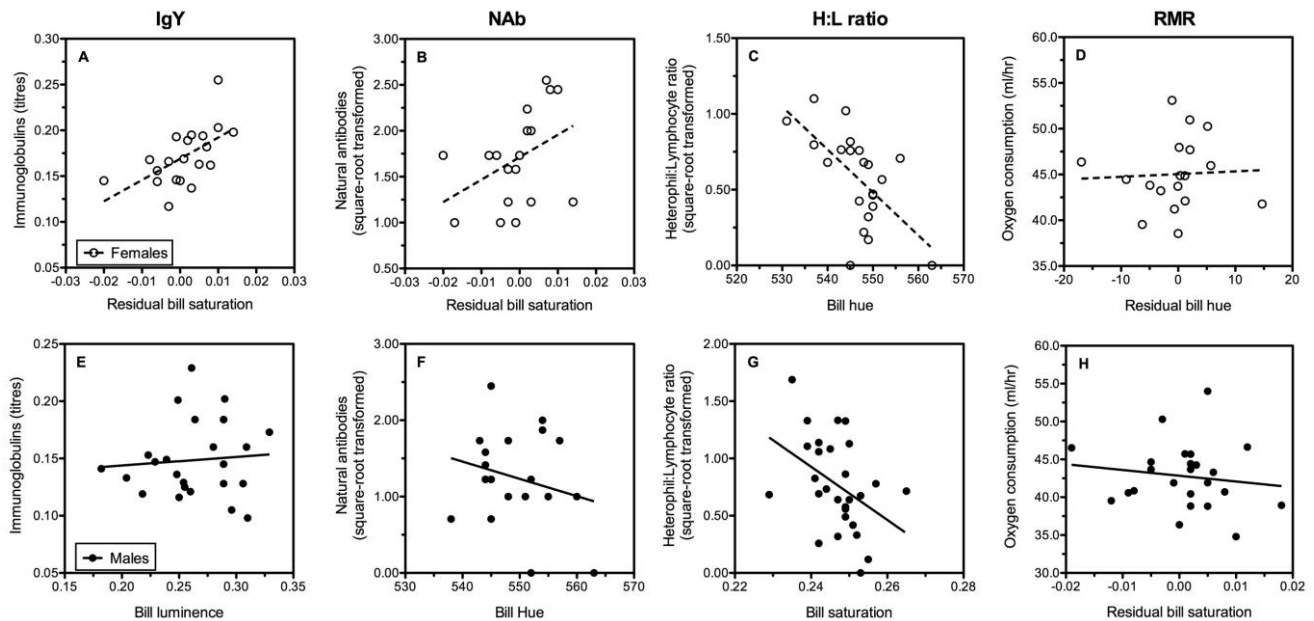 IgY NAb H:L ratio RMR
A
Immunoglobulins (titres)
0.30
0.25
0.20
0.15
0.10
0.05
Females
-0.03 -0.02 -0.01 0.00 0.01 0.02 0.03
Residual bill saturation
B
Natural antibodies
(square-root transformed)
3.00
2.50
2.00
1.50
1.00
0.50
-0.03 -0.02 -0.01 0.00 0.01 0.02 0.03
Residual bill saturation
C
Heterophil:Lymphocyte ratio
(square-root transformed)
1.50
1.00
0.50
0.00
520 530 540 550 560 570
Bill hue
D
Oxygen consumption (ml/hr)
60.0
55.0
50.0
45.0
40.0
35.0
-20 -10 0 10 20
Residual bill hue
E
Immunoglobulins (titres)
0.25
0.20
0.15
0.10
0.05
Males
0.15 0.20 0.25 0.30 0.35
Bill luminence
F
Natural antibodies
(square-root transformed)
3.00
2.00
1.00
0.00
530 540 550 560 570
Bill Hue
G
Heterophil:Lymphocyte ratio
(square-root transformed)
2.00
1.50
1.00
0.50
0.00
0.22 0.24 0.26 0.28
Bill saturation
H
Oxygen consumption (ml/hr)
60.0
55.0
50.0
45.0
40.0
35.0
30.0
-0.02 -0.01 0.00 0.01 0.02
Residual bill saturation